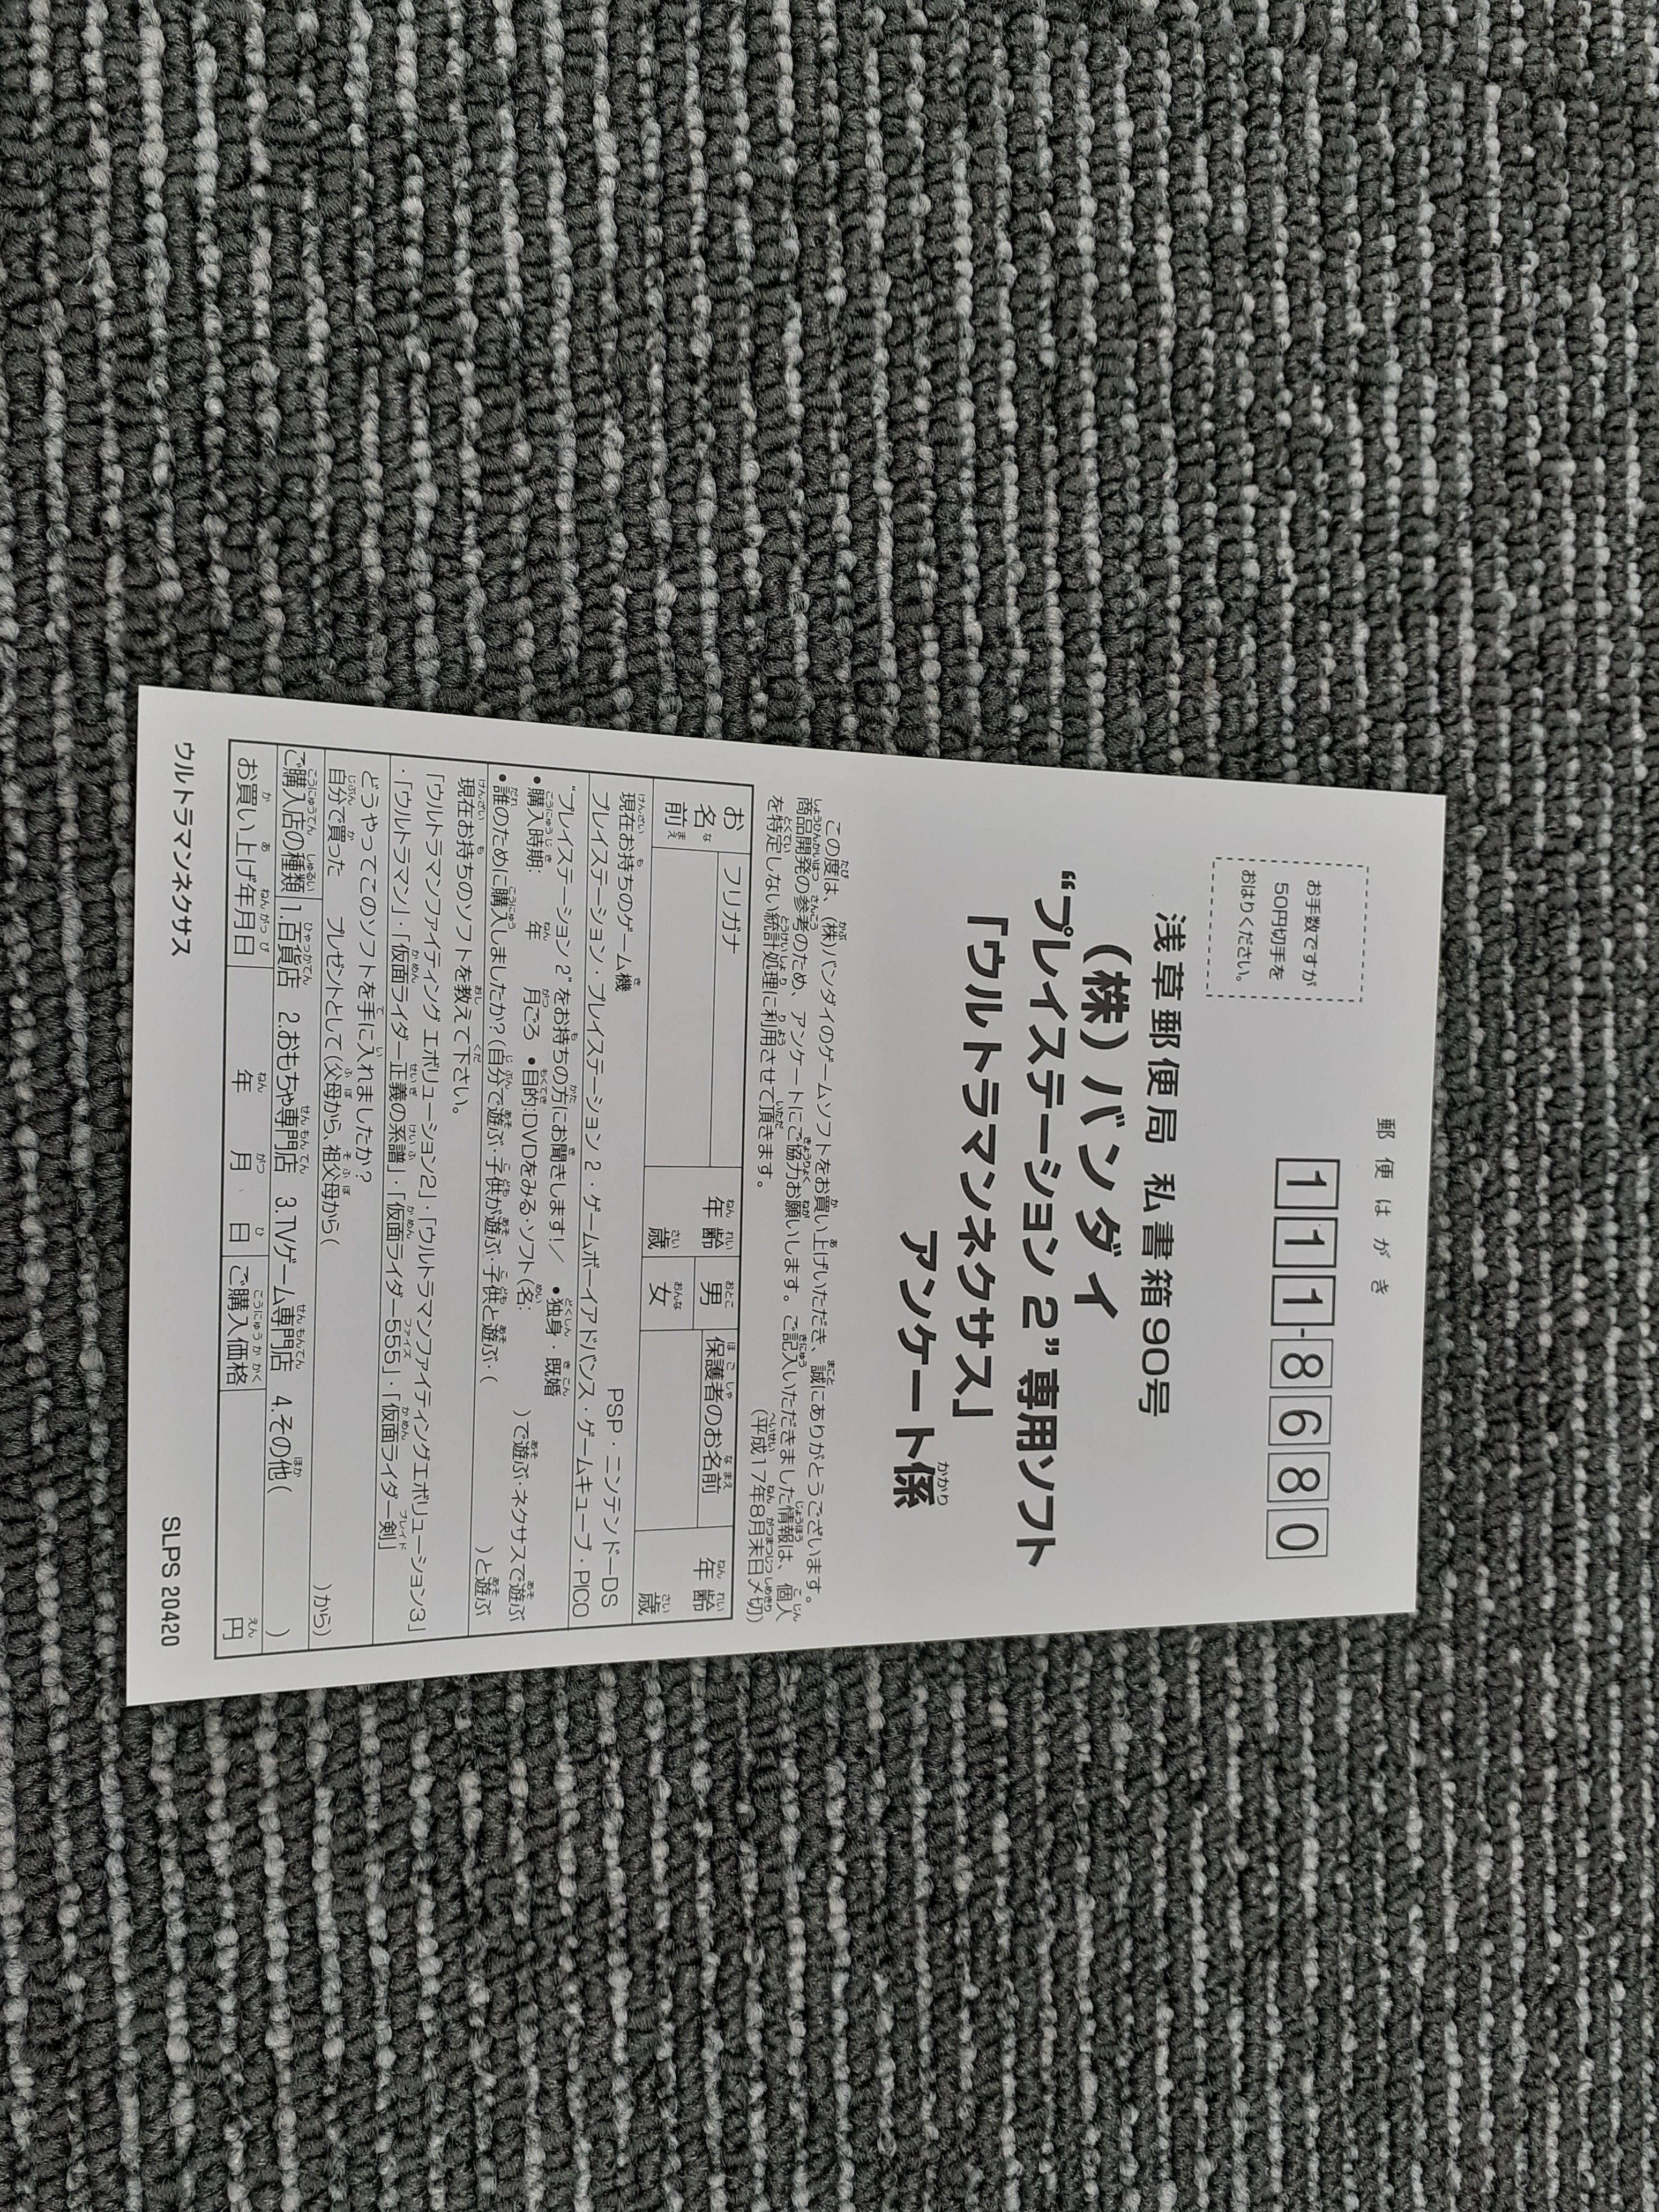 郵便はがき
111-8680
お手数ですが
50円切手を
おはりください。
浅草郵便局 私書箱90号
(株)バンダイ
“プレイステーション 2”専用ソフト
「ウルトラマンネクサス」
アンケート係
この度は、(株)バンダイのゲームソフトをお買い上げいただき、誠にありがとうございます。
商品開発の参考のため、アンケートにご協力お願いします。ご記入いただきました情報は、個人
を特定しない統計処理に利用させて頂きます。 (平成17年8月末日〆切)
お名前 フリガナ 年齢 歳 男 女 保護者のお名前 年齢 歳
現在お持ちのゲーム機 PSP・ニンテンドーDS
プレイステーション・プレイステーション 2・ゲームボーイアドバンス・ゲームキューブ・PICO
“プレイステーション 2”をお持ちの方にお聞きします!／ •独身・既婚
•購入時期: 年 月ごろ •目的:DVDをみる・ソフト(名: )で遊ぶ・ネクサスで遊ぶ
•誰のために購入しましたか?(自分で遊ぶ・子供が遊ぶ・子供と遊ぶ・( )と遊ぶ
現在お持ちのソフトを教えて下さい。
「ウルトラマンファイティング エボリューション2」・「ウルトラマンファイティングエボリューション3」
・「ウルトラマン」・「仮面ライダー正義の系譜」・「仮面ライダー555」・「仮面ライダー剣」
どうやってこのソフトを手に入れましたか?
自分で買った プレゼントとして(父母から、祖父母から( )から)
ご購入店の種類 1.百貨店 2.おもちゃ専門店 3.TVゲーム専門店 4.その他( )
お買い上げ年月日 年 月 日 ご購入価格 円
ウルトラマンネクサス SLPS 20420